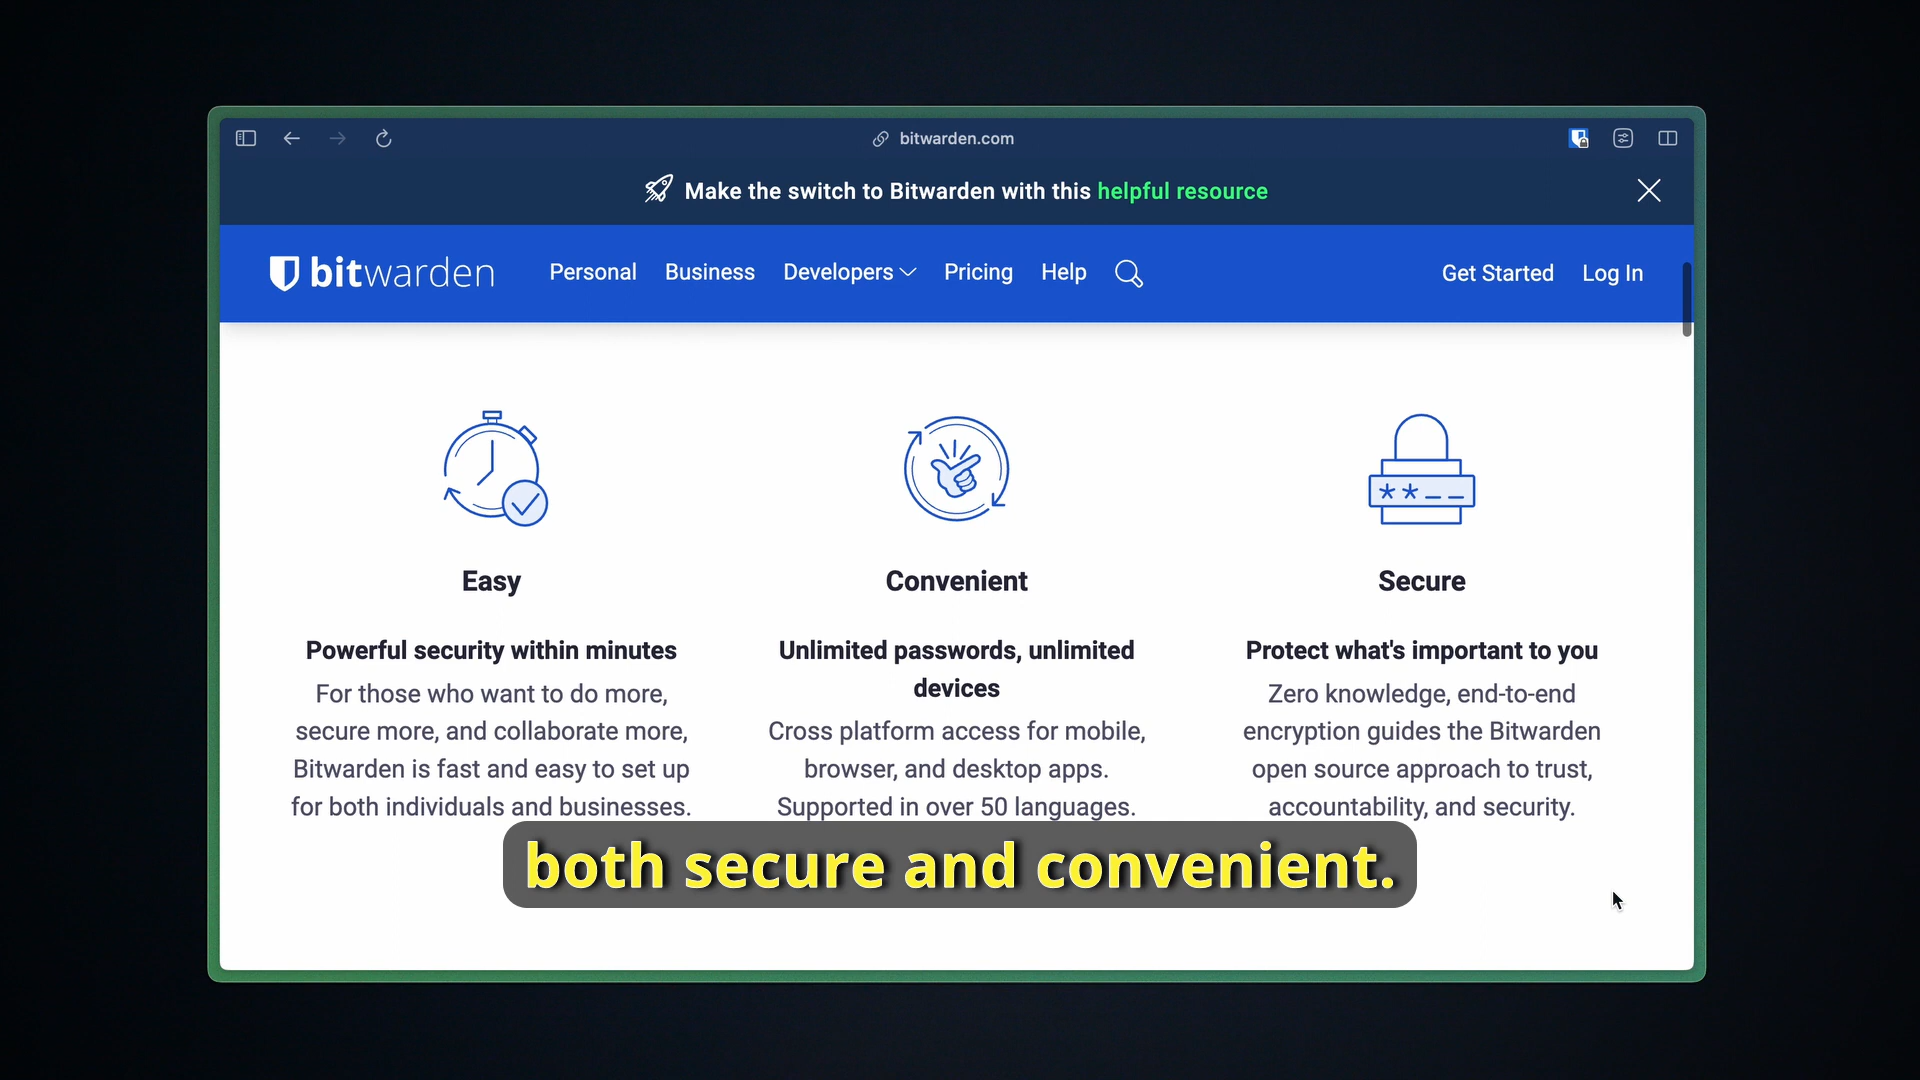 bitwarden.com
Make the switch to Bitwarden with this helpful resource
bitwarden Personal Business Developers Pricing Help Get Started Log In
**__
Easy
Powerful security within minutes
For those who want to do more,
secure more, and collaborate more,
Bitwarden is fast and easy to set up
for both individuals and businesses.
Convenient
Unlimited passwords, unlimited
devices
Cross platform access for mobile,
browser, and desktop apps.
Supported in over 50 languages.
Secure
Protect what's important to you
Zero knowledge, end-to-end
encryption guides the Bitwarden
open source approach to trust,
accountability, and security.
both secure and convenient.